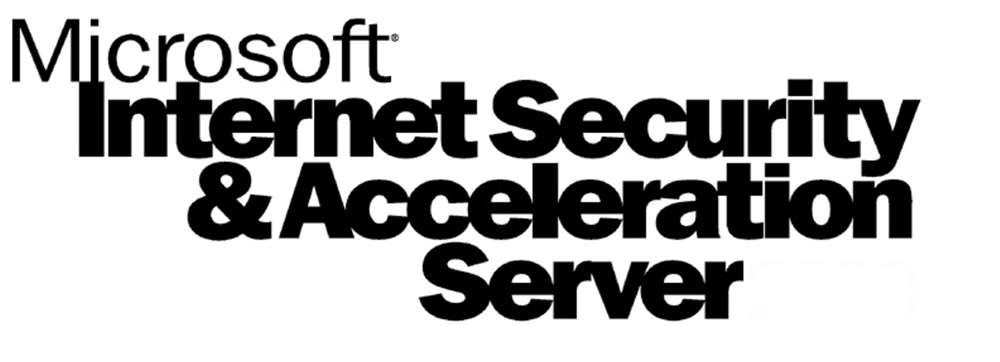 Microsoft®
Internet Security
& Acceleration
Server